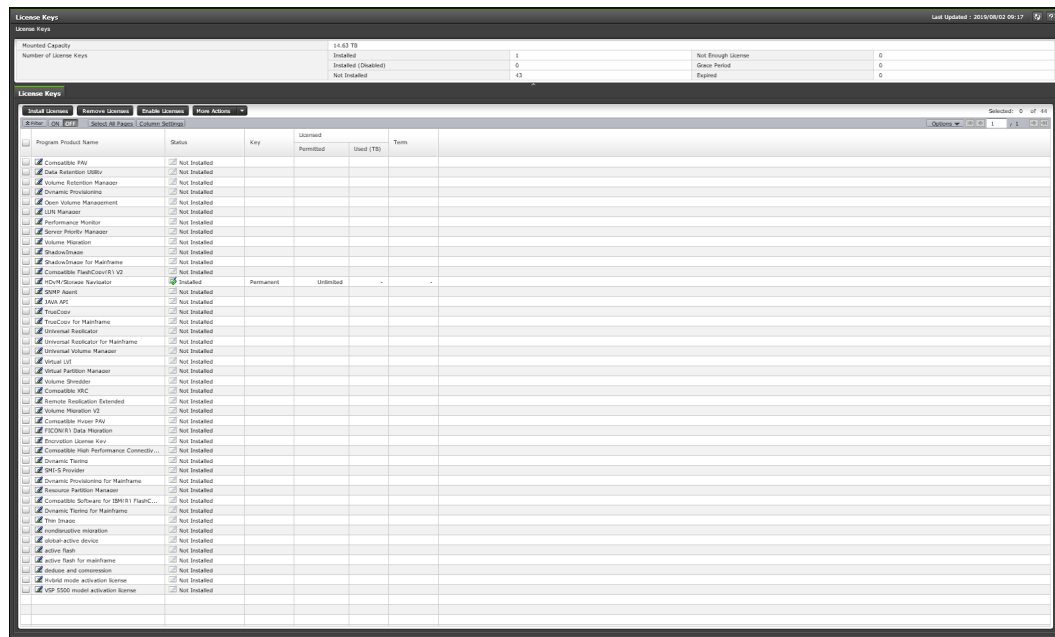 License Keys
Last Updated : 2019/08/02 09:17
License Keys
Mounted Capacity 14.63 TB
Number of License Keys Installed 1 Not Enough License 0
Installed (Disabled) 0 Grace Period 0
Not Installed 43 Expired 0
License Keys
Install Licenses Remove Licenses Enable Licenses More Actions Selected: 0 of 44
Filter ON OFF Select All Pages Column Settings Options 1 / 1
Program Product Name Status Key Licensed Term
Permitted Used (TB)
Compatible PAV Not Installed
Data Retention Utility Not Installed
Volume Retention Manager Not Installed
Dynamic Provisioning Not Installed
Open Volume Management Not Installed
LUN Manager Not Installed
Performance Monitor Not Installed
Server Priority Manager Not Installed
Volume Migration Not Installed
ShadowImage Not Installed
ShadowImage for Mainframe Not Installed
Compatible FlashCopy(R) V2 Not Installed
HDvM/Storage Navigator Installed Permanent Unlimited - -
SNMP Agent Not Installed
JAVA API Not Installed
TrueCopy Not Installed
TrueCopy for Mainframe Not Installed
Universal Replicator Not Installed
Universal Replicator for Mainframe Not Installed
Universal Volume Manager Not Installed
Virtual LVI Not Installed
Virtual Partition Manager Not Installed
Volume Shredder Not Installed
Compatible XRC Not Installed
Remote Replication Extended Not Installed
Volume Migration V2 Not Installed
Compatible Hyper PAV Not Installed
FICON(R) Data Migration Not Installed
Encryption License Key Not Installed
Compatible High Performance Connectiv... Not Installed
Dynamic Tiering Not Installed
SMI-S Provider Not Installed
Dynamic Provisioning for Mainframe Not Installed
Resource Partition Manager Not Installed
Compatible Software for IBM(R) FlashC... Not Installed
Dynamic Tiering for Mainframe Not Installed
Thin Image Not Installed
nondisruptive migration Not Installed
global-active device Not Installed
active flash Not Installed
active flash for mainframe Not Installed
dedupe and compression Not Installed
Hybrid mode activation license Not Installed
VSP 5500 model activation license Not Installed